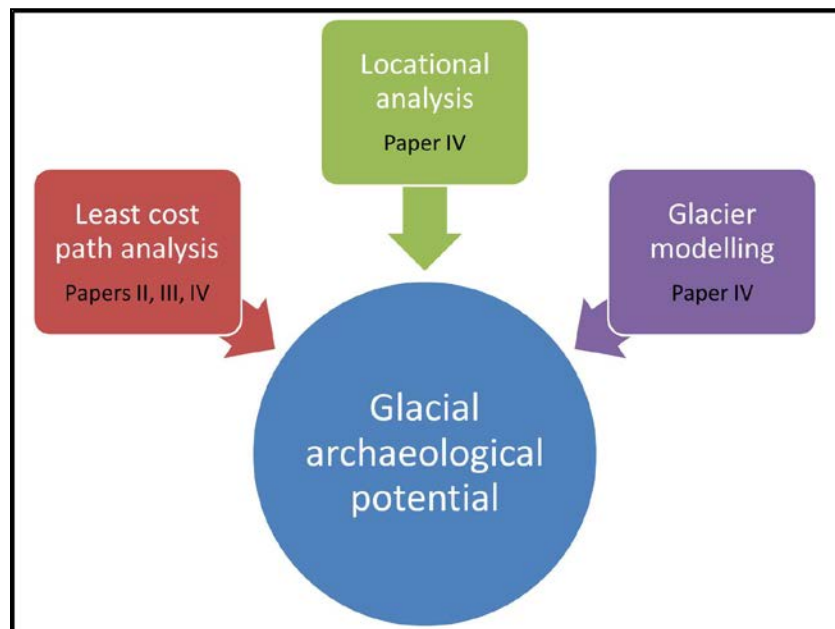 Locational
analysis
Paper IV
Least cost
path analysis
Papers II, III, IV
Glacier
modelling
Paper IV
Glacial
archaeological
potential